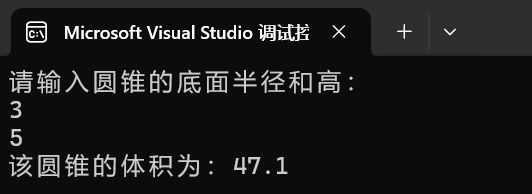 Microsoft Visual Studio 调试控
请输入圆锥的底面半径和高：
3
5
该圆锥的体积为：47.1